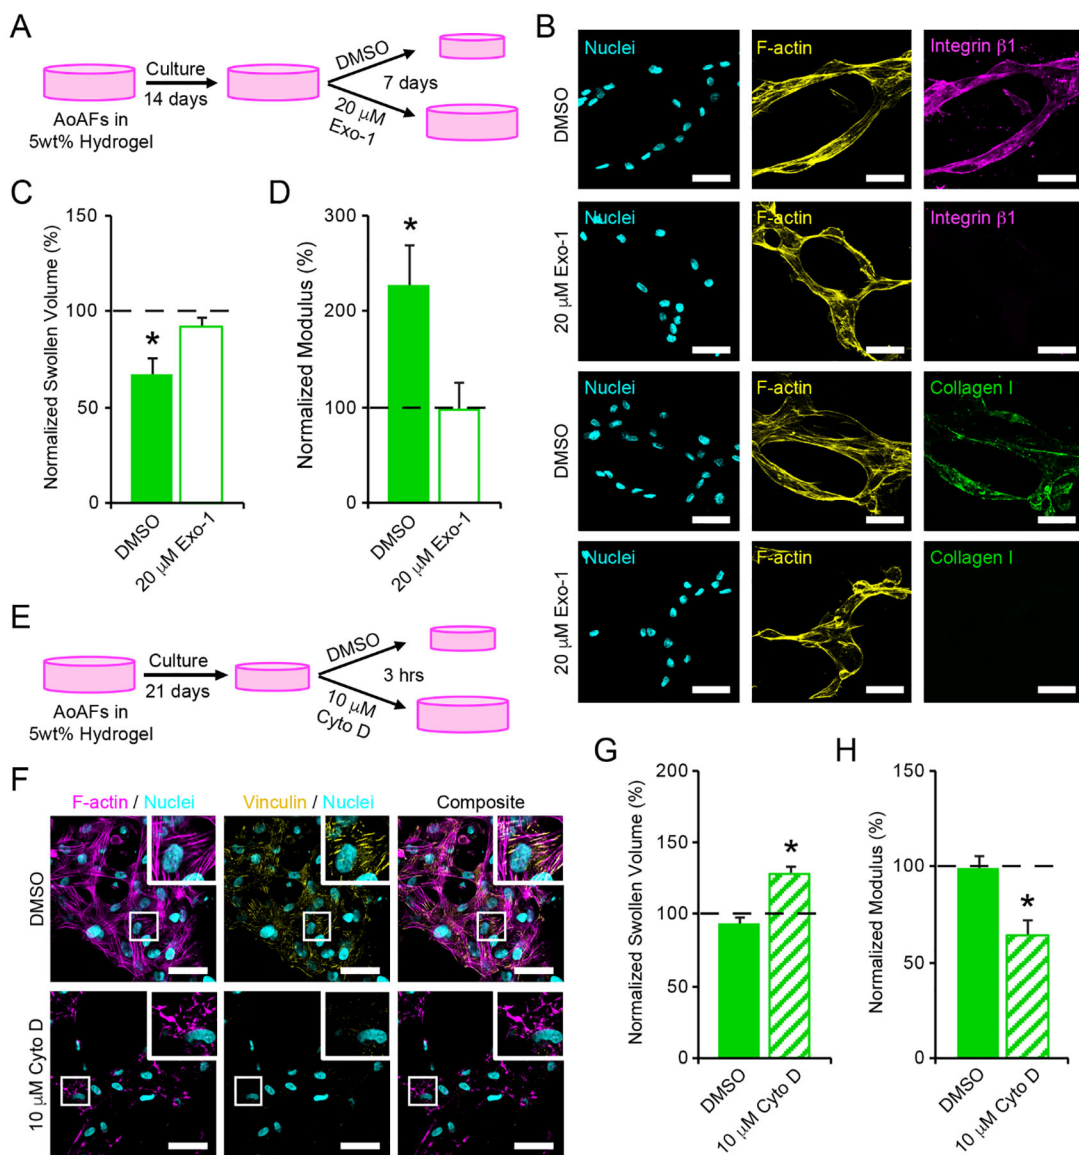 A
AoAFs in
5wt% Hydrogel
Culture
14 days
DMSO
7 days
20 μM
Exo-1
B
DMSO
Nuclei
F-actin
Integrin β1
20 μM Exo-1
Nuclei
F-actin
Integrin β1
DMSO
Nuclei
F-actin
Collagen I
20 μM Exo-1
Nuclei
F-actin
Collagen I
C
Normalized Swollen Volume (%)
150
100
50
0
*
DMSO
20 μM Exo-1
D
Normalized Modulus (%)
300
200
100
0
*
DMSO
20 μM Exo-1
E
AoAFs in
5wt% Hydrogel
Culture
21 days
DMSO
3 hrs
10 μM
Cyto D
F
F-actin / Nuclei
Vinculin / Nuclei
Composite
DMSO
10 μM Cyto D
G
Normalized Swollen Volume (%)
200
150
100
50
0
*
DMSO
10 μM Cyto D
H
Normalized Modulus (%)
150
100
50
0
*
DMSO
10 μM Cyto D